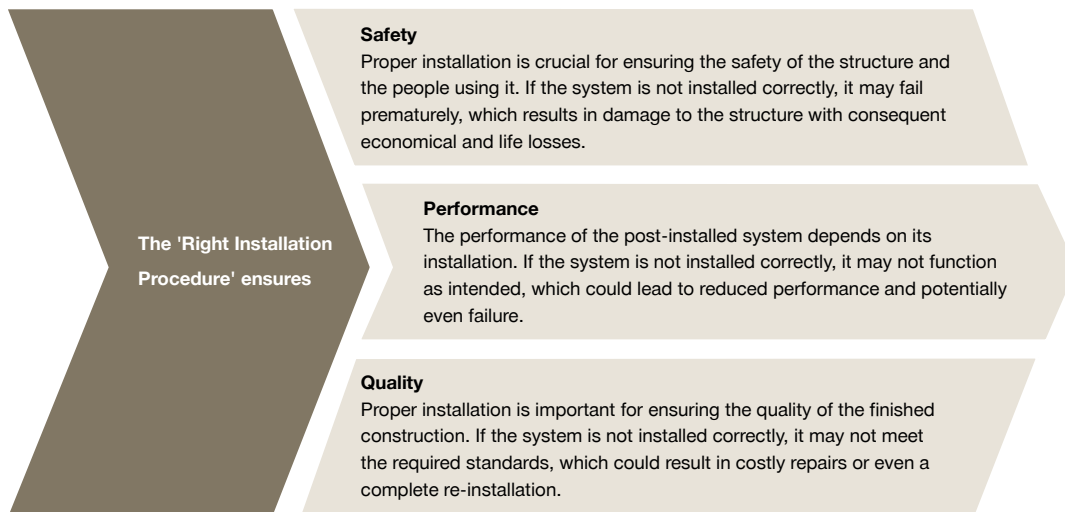 The 'Right Installation
Procedure' ensures
Safety
Proper installation is crucial for ensuring the safety of the structure and
the people using it. If the system is not installed correctly, it may fail
prematurely, which results in damage to the structure with consequent
economical and life losses.
Performance
The performance of the post-installed system depends on its
installation. If the system is not installed correctly, it may not function
as intended, which could lead to reduced performance and potentially
even failure.
Quality
Proper installation is important for ensuring the quality of the finished
construction. If the system is not installed correctly, it may not meet
the required standards, which could result in costly repairs or even a
complete re-installation.